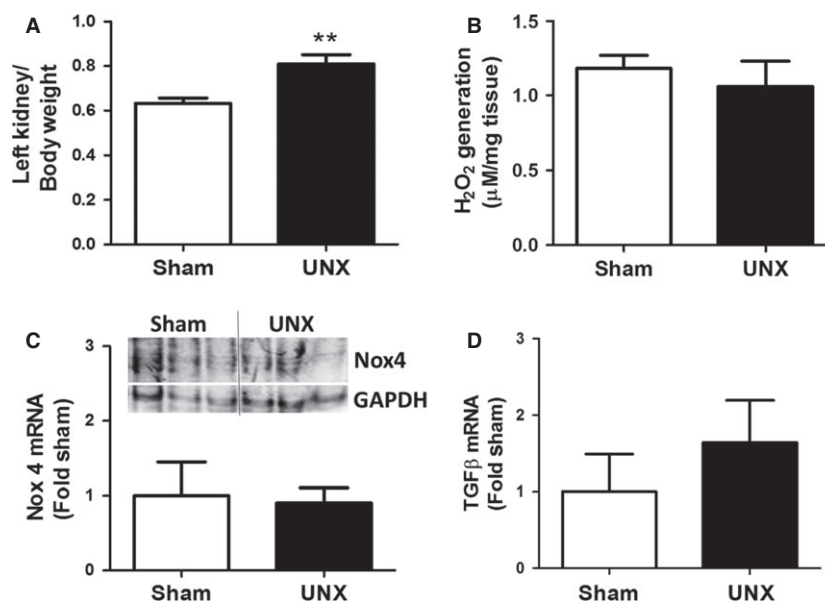 A
Left kidney/
Body weight
1.0
0.8
0.6
0.4
0.2
0.0
**
Sham
UNX
B
H₂O₂ generation
(μM/mg tissue)
1.5
1.0
0.5
0.0
Sham
UNX
C
Sham
UNX
Nox4
GAPDH
Nox 4 mRNA
(Fold sham)
3
2
1
0
Sham
UNX
D
TGFβ mRNA
(Fold sham)
3
2
1
0
Sham
UNX